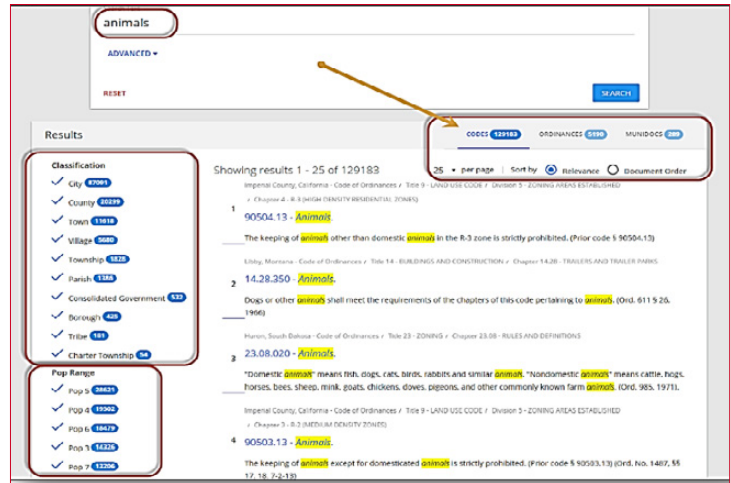 animals
ADVANCED
RESET
SEARCH
Results
CODES 129183 ORDINANCES 5190 MUNIDOCS 289
Classification
City 87091
County 20299
Town 11618
Village 5680
Township 1828
Parish 1386
Consolidated Government 533
Borough 425
Tribe 181
Charter Township 54
Pop Range
Pop 5 20621
Pop 4 19502
Pop 6 18479
Pop 3 14326
Pop 7 13206
Showing results 1 - 25 of 129183
25 per page | Sort by Relevance Document Order
Imperial County, California - Code of Ordinances / Title 9 - LAND USE CODE / Division 5 - ZONING AREAS ESTABLISHED
/ Chapter 4 - R-3 (HIGH DENSITY RESIDENTIAL ZONES)
1
90504.13 - Animals.
The keeping of animals other than domestic animals in the R-3 zone is strictly prohibited. (Prior code § 90504.13)
Libby, Montana - Code of Ordinances / Title 14 - BUILDINGS AND CONSTRUCTION / Chapter 14.28 - TRAILERS AND TRAILER PARKS
2
14.28.350 - Animals.
Dogs or other animals shall meet the requirements of the chapters of this code pertaining to animals. (Ord. 611 § 26,
1966)
Huron, South Dakota - Code of Ordinances / Title 23 - ZONING / Chapter 23.08 - RULES AND DEFINITIONS
3
23.08.020 - Animals.
"Domestic animals" means fish, dogs, cats, birds, rabbits and similar animals. "Nondomestic animals" means cattle, hogs,
horses, bees, sheep, mink, goats, chickens, doves, pigeons, and other commonly known farm animals. (Ord. 985, 1971).
Imperial County, California - Code of Ordinances / Title 9 - LAND USE CODE / Division 5 - ZONING AREAS ESTABLISHED
/ Chapter 3 - R-2 (MEDIUM DENSITY ZONES)
4
90503.13 - Animals.
The keeping of animals except for domesticated animals is strictly prohibited. (Prior code § 90503.13) (Ord. No. 1487, §§
17, 18, 7-2-13)